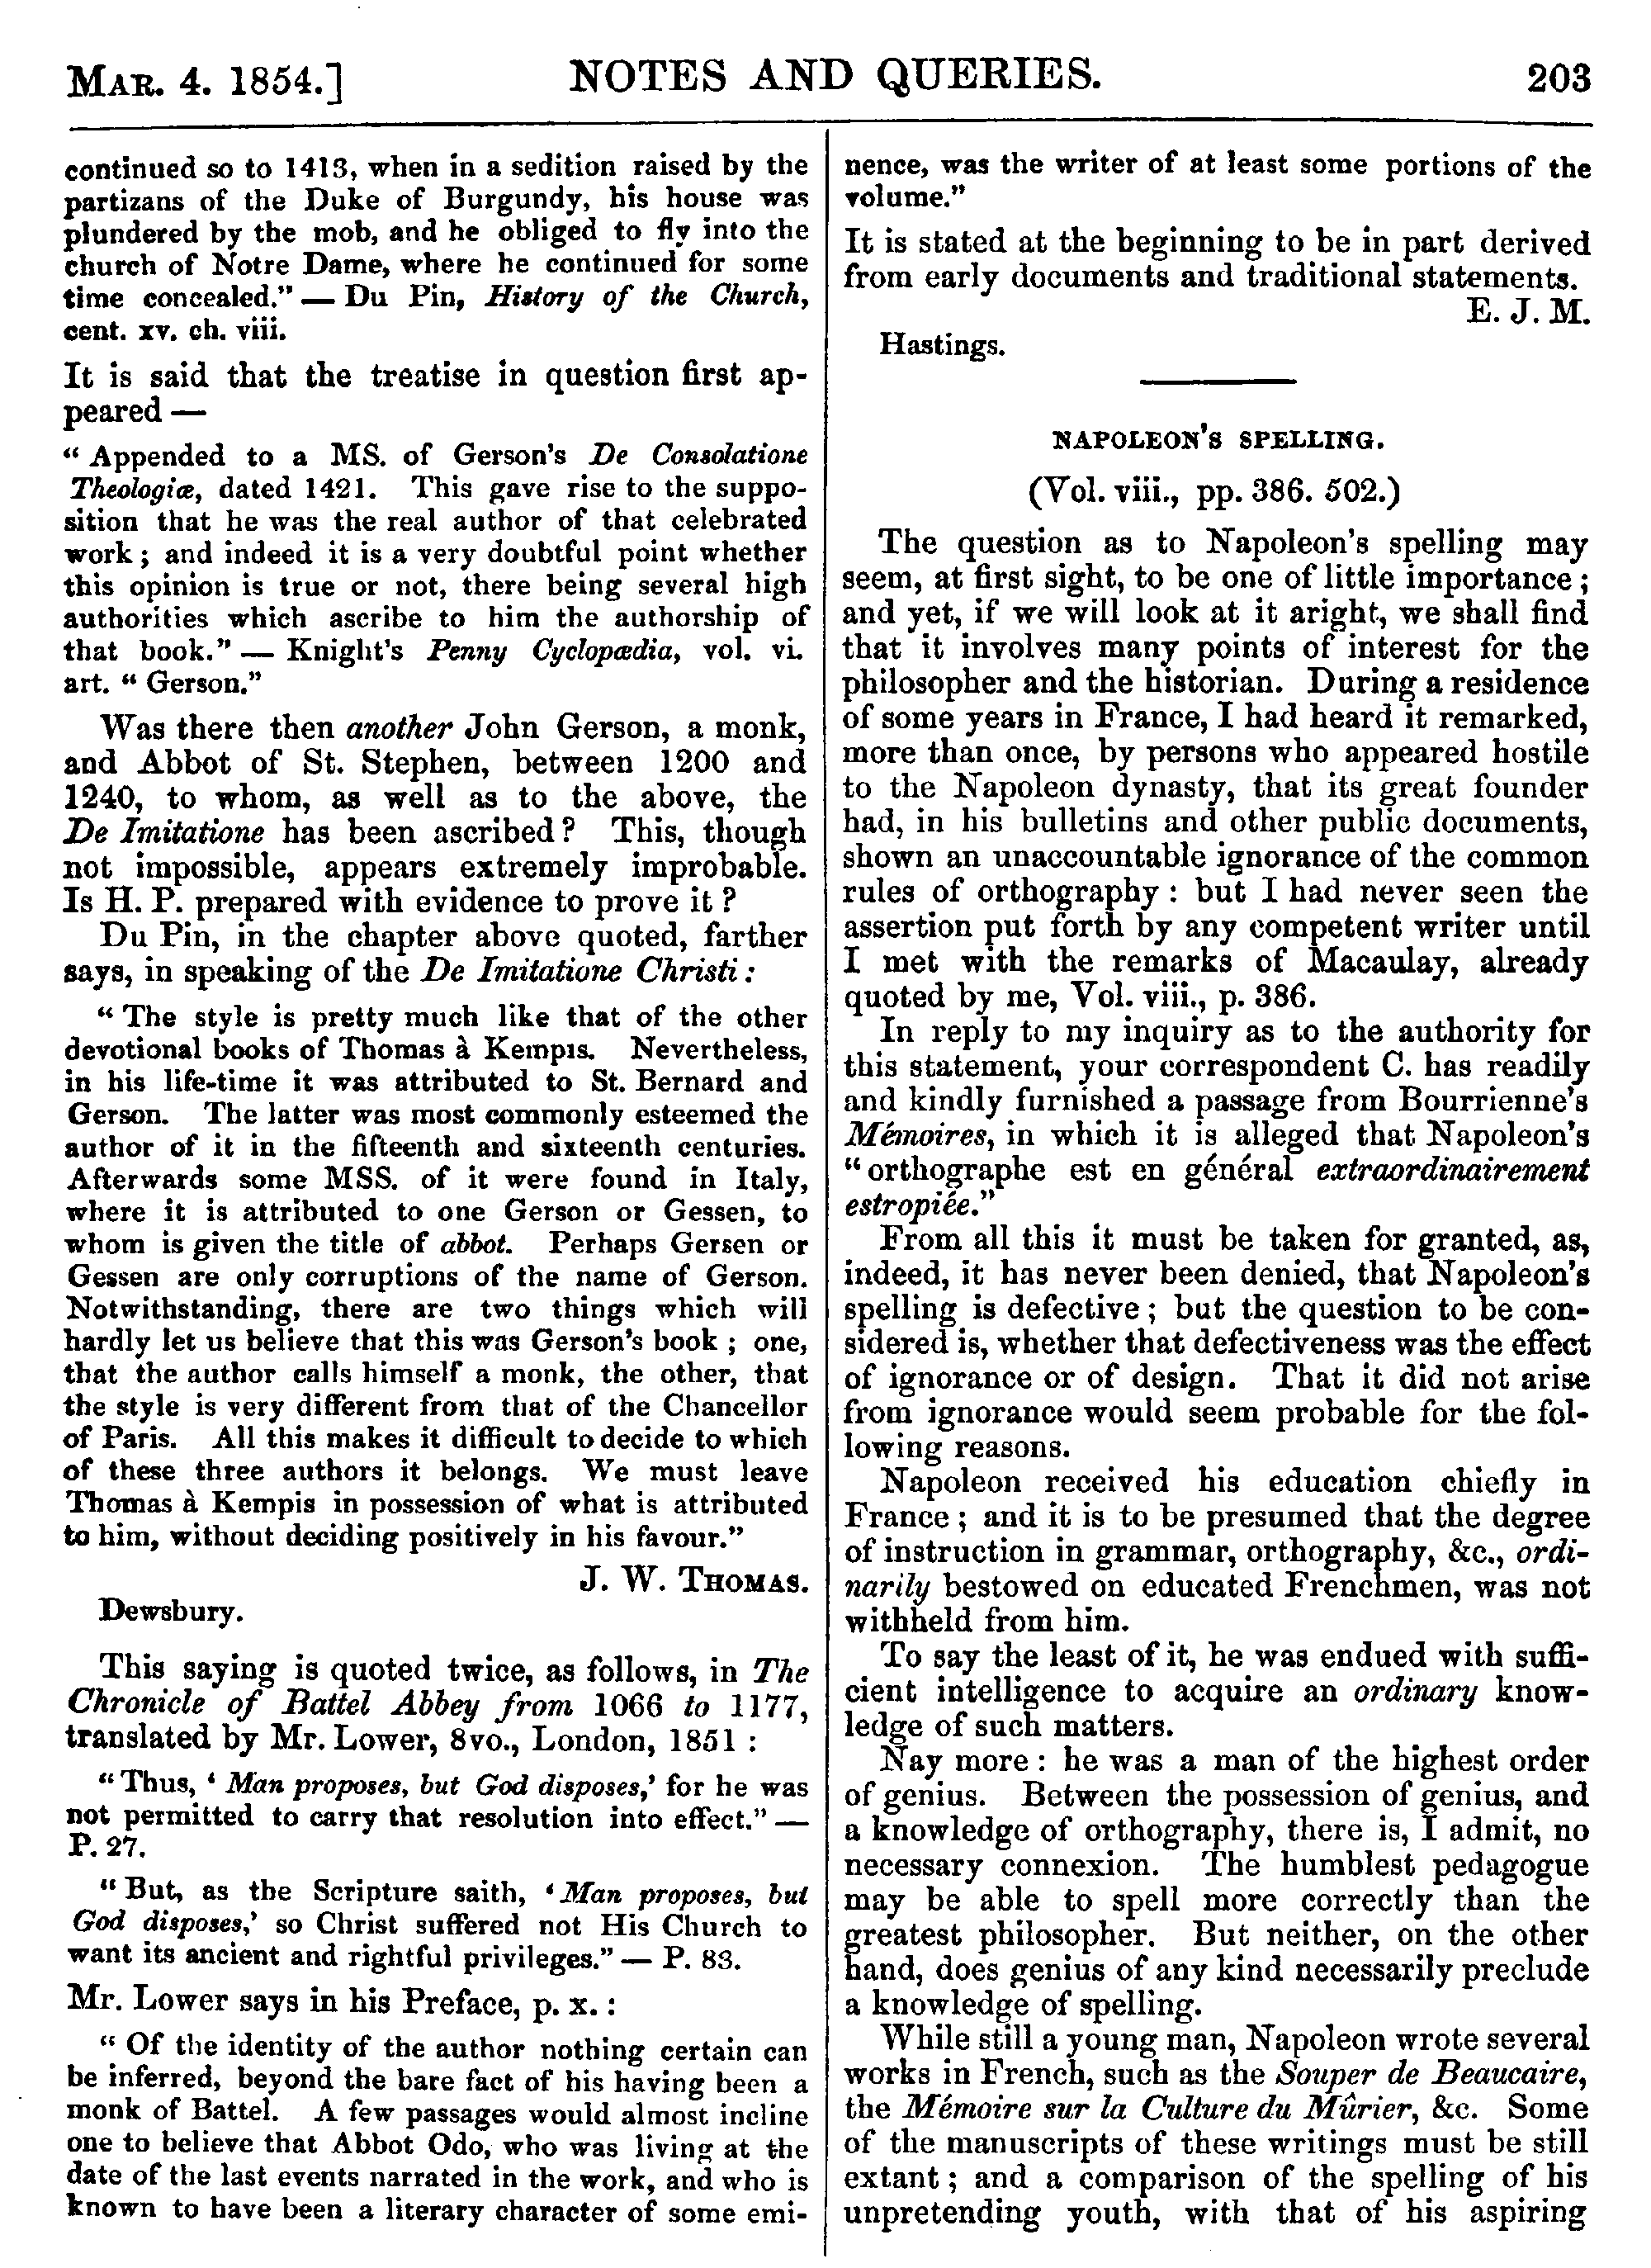 MAR. 4. 1854.]
NOTES AND QUERIES.
203
continued so to 1413, when in a sedition raised by the
partizans of the Duke of Burgundy, his house was
plundered by the mob, and he obliged to fly into the
church of Notre Dame, where he continued for some
time concealed." — Du Pin, History of the Church,
cent. xv. ch. viii.
It is said that the treatise in question first ap-
peared —
" Appended to a MS. of Gerson's De Consolatione
Theologiæ, dated 1421. This gave rise to the suppo-
sition that he was the real author of that celebrated
work ; and indeed it is a very doubtful point whether
this opinion is true or not, there being several high
authorities which ascribe to him the authorship of
that book." — Knight's Penny Cyclopædia, vol. vi.
art. " Gerson."
Was there then another John Gerson, a monk,
and Abbot of St. Stephen, between 1200 and
1240, to whom, as well as to the above, the
De Imitatione has been ascribed ? This, though
not impossible, appears extremely improbable.
Is H. P. prepared with evidence to prove it ?
Du Pin, in the chapter above quoted, farther
says, in speaking of the De Imitatione Christi :
" The style is pretty much like that of the other
devotional books of Thomas à Kempis. Nevertheless,
in his life-time it was attributed to St. Bernard and
Gerson. The latter was most commonly esteemed the
author of it in the fifteenth and sixteenth centuries.
Afterwards some MSS. of it were found in Italy,
where it is attributed to one Gerson or Gessen, to
whom is given the title of abbot. Perhaps Gersen or
Gessen are only corruptions of the name of Gerson.
Notwithstanding, there are two things which will
hardly let us believe that this was Gerson's book ; one,
that the author calls himself a monk, the other, that
the style is very different from that of the Chancellor
of Paris. All this makes it difficult to decide to which
of these three authors it belongs. We must leave
Thomas à Kempis in possession of what is attributed
to him, without deciding positively in his favour."
J. W. THOMAS.
Dewsbury.
This saying is quoted twice, as follows, in The
Chronicle of Battel Abbey from 1066 to 1177,
translated by Mr. Lower, 8vo., London, 1851 :
" Thus, ' Man proposes, but God disposes,' for he was
not permitted to carry that resolution into effect." —
P. 27.
" But, as the Scripture saith, ' Man proposes, but
God disposes,' so Christ suffered not His Church to
want its ancient and rightful privileges." — P. 83.
Mr. Lower says in his Preface, p. x. :
" Of the identity of the author nothing certain can
be inferred, beyond the bare fact of his having been a
monk of Battel. A few passages would almost incline
one to believe that Abbot Odo, who was living at the
date of the last events narrated in the work, and who is
known to have been a literary character of some emi-
nence, was the writer of at least some portions of the
volume."
It is stated at the beginning to be in part derived
from early documents and traditional statements.
E. J. M.
Hastings.
NAPOLEON'S SPELLING.
(Vol. viii., pp. 386. 502.)
The question as to Napoleon's spelling may
seem, at first sight, to be one of little importance ;
and yet, if we will look at it aright, we shall find
that it involves many points of interest for the
philosopher and the historian. During a residence
of some years in France, I had heard it remarked,
more than once, by persons who appeared hostile
to the Napoleon dynasty, that its great founder
had, in his bulletins and other public documents,
shown an unaccountable ignorance of the common
rules of orthography : but I had never seen the
assertion put forth by any competent writer until
I met with the remarks of Macaulay, already
quoted by me, Vol. viii., p. 386.
In reply to my inquiry as to the authority for
this statement, your correspondent C. has readily
and kindly furnished a passage from Bourrienne's
Mémoires, in which it is alleged that Napoleon's
" orthographe est en général extraordinairement
estropiée."
From all this it must be taken for granted, as,
indeed, it has never been denied, that Napoleon's
spelling is defective ; but the question to be con-
sidered is, whether that defectiveness was the effect
of ignorance or of design. That it did not arise
from ignorance would seem probable for the fol-
lowing reasons.
Napoleon received his education chiefly in
France ; and it is to be presumed that the degree
of instruction in grammar, orthography, &c., ordi-
narily bestowed on educated Frenchmen, was not
withheld from him.
To say the least of it, he was endued with suffi-
cient intelligence to acquire an ordinary know-
ledge of such matters.
Nay more : he was a man of the highest order
of genius. Between the possession of genius, and
a knowledge of orthography, there is, I admit, no
necessary connexion. The humblest pedagogue
may be able to spell more correctly than the
greatest philosopher. But neither, on the other
hand, does genius of any kind necessarily preclude
a knowledge of spelling.
While still a young man, Napoleon wrote several
works in French, such as the Souper de Beaucaire,
the Mémoire sur la Culture du Mûrier, &c. Some
of the manuscripts of these writings must be still
extant ; and a comparison of the spelling of his
unpretending youth, with that of his aspiring